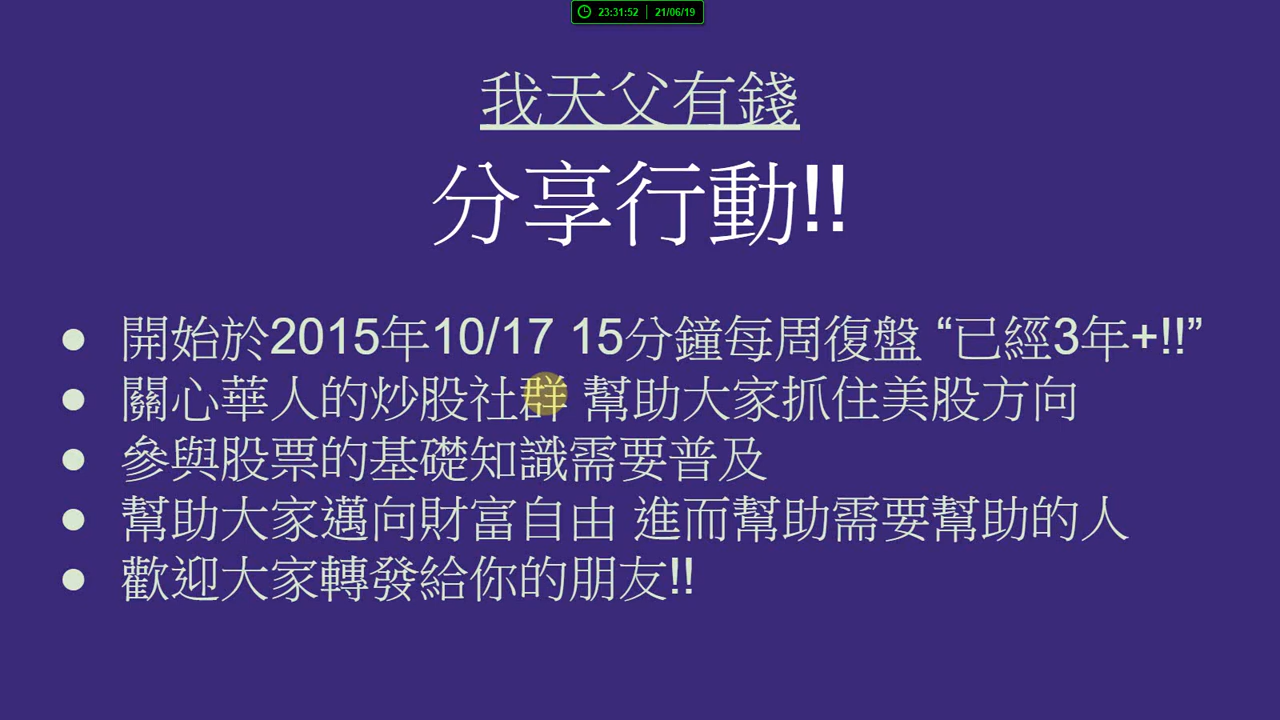 23:31:52 | 21/06/19
我天父有錢
分享行動!!
● 開始於2015年10/17 15分鐘每周復盤 “已經3年+!!”
● 關心華人的炒股社群 幫助大家抓住美股方向
● 參與股票的基礎知識需要普及
● 幫助大家邁向財富自由 進而幫助需要幫助的人
● 歡迎大家轉發給你的朋友!!